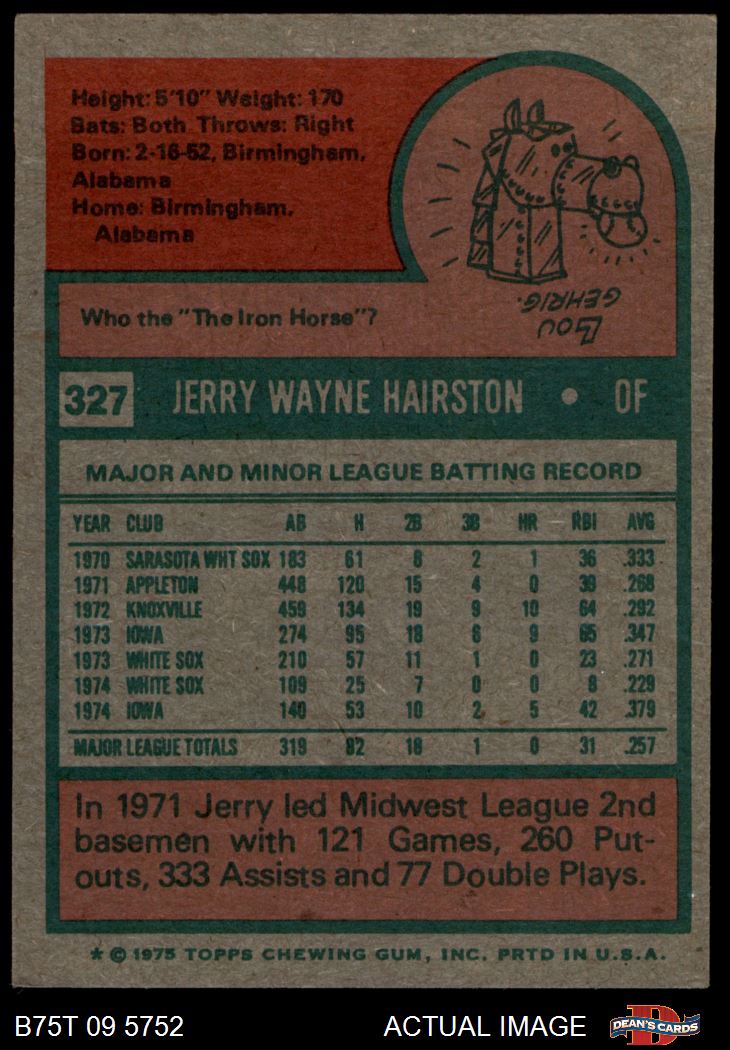 Height: 5'10" Weight: 170
Bats: Both Throws: Right
Born: 2-16-52, Birmingham,
Alabama
Home: Birmingham,
Alabama
Who the "The Iron Horse"?
LOU
GEHRIG.
327 JERRY WAYNE HAIRSTON • OF
MAJOR AND MINOR LEAGUE BATTING RECORD
YEAR CLUB AB H 2B 3B HR RBI AVG
1970 SARASOTA WHT SOX 183 61 8 2 1 36 .333
1971 APPLETON 448 120 15 4 0 39 .268
1972 KNOXVILLE 459 134 19 9 10 64 .292
1973 IOWA 274 95 18 6 9 65 .347
1973 WHITE SOX 210 57 11 1 0 23 .271
1974 WHITE SOX 109 25 7 0 0 8 .229
1974 IOWA 140 53 10 2 5 42 .379
MAJOR LEAGUE TOTALS 319 82 18 1 0 31 .257
In 1971 Jerry led Midwest League 2nd
basemen with 121 Games, 260 Put-
outs, 333 Assists and 77 Double Plays.
* © 1975 TOPPS CHEWING GUM, INC. PRTD IN U.S.A.
B75T 09 5752 ACTUAL IMAGE D DEAN'S CARDS